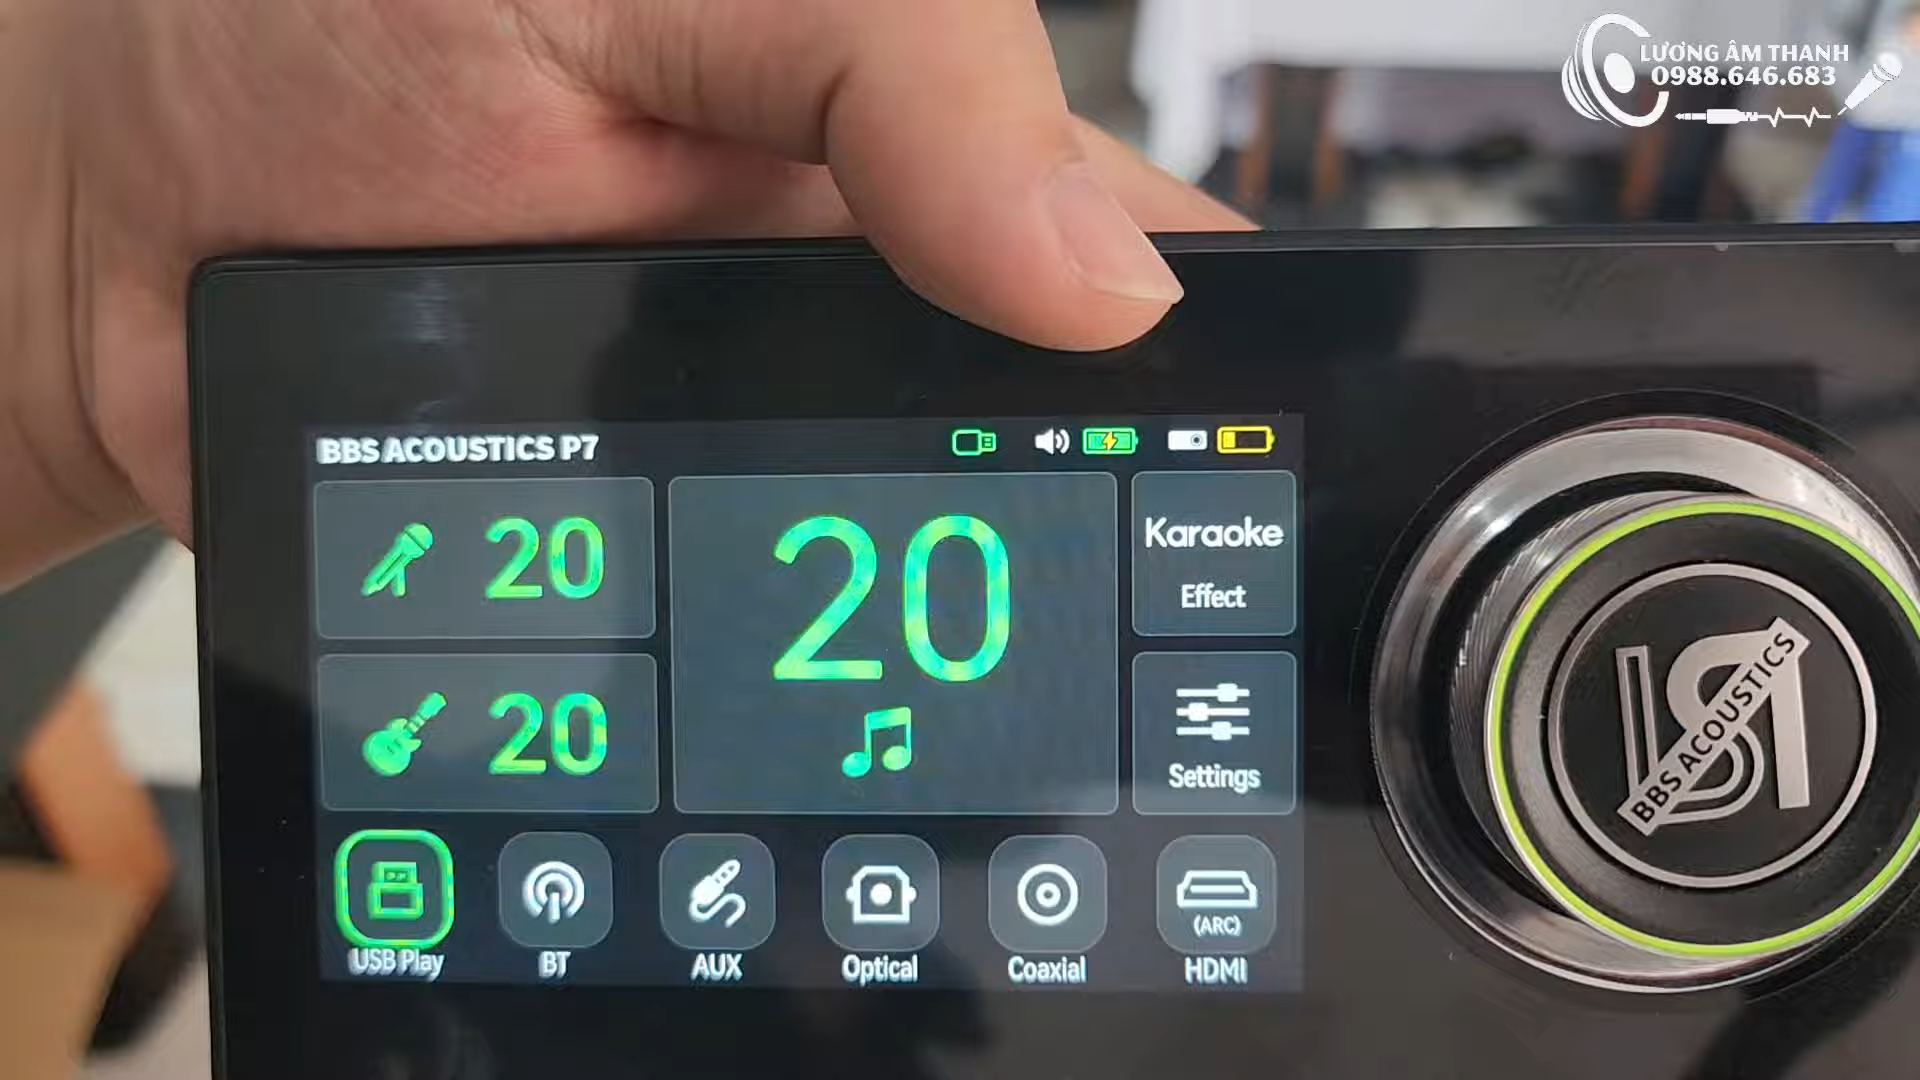 LƯƠNG ÂM THANH
0988.646.683
BBS ACOUSTICS P7
20
20
20
Karaoke
Effect
Settings
BBS ACOUSTICS
USB Play
BT
AUX
Optical
Coaxial
(ARC)
HDMI